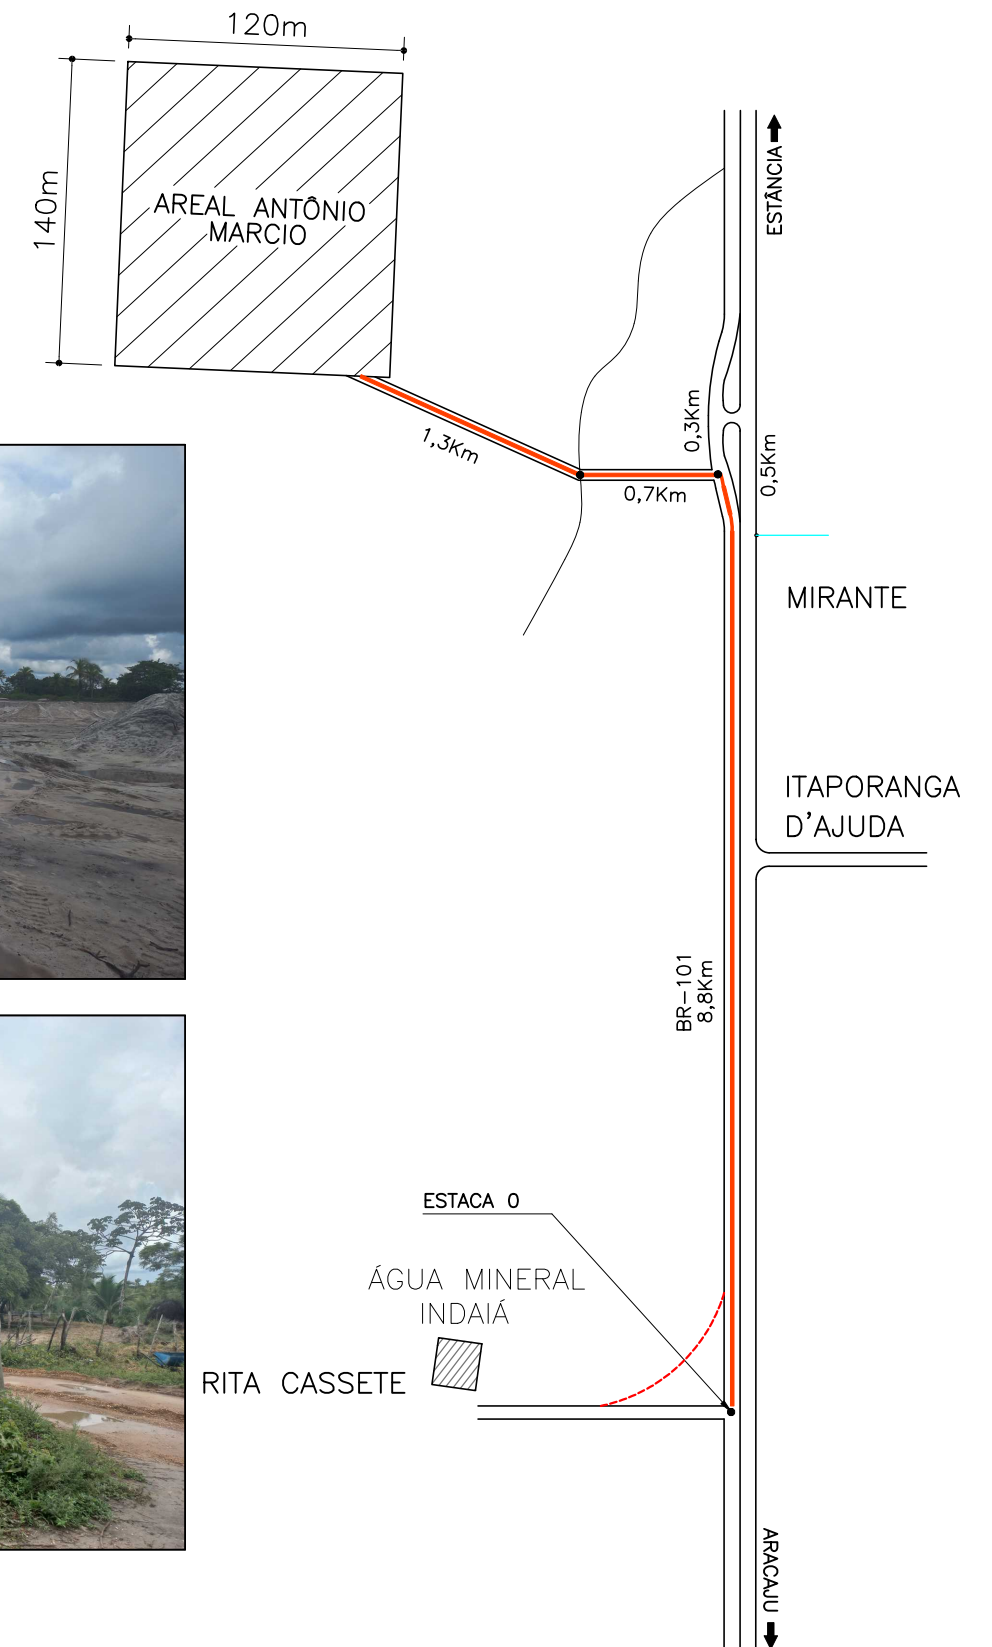 120m
140m
AREAL ANTÔNIO
MARCIO
ESTÂNCIA
1,3Km
0,3Km
0,7Km
0,5Km
MIRANTE
ITAPORANGA
D'AJUDA
BR-101
8,8Km
ESTACA 0
ÁGUA MINERAL
INDAIÁ
RITA CASSETE
ARACAJU